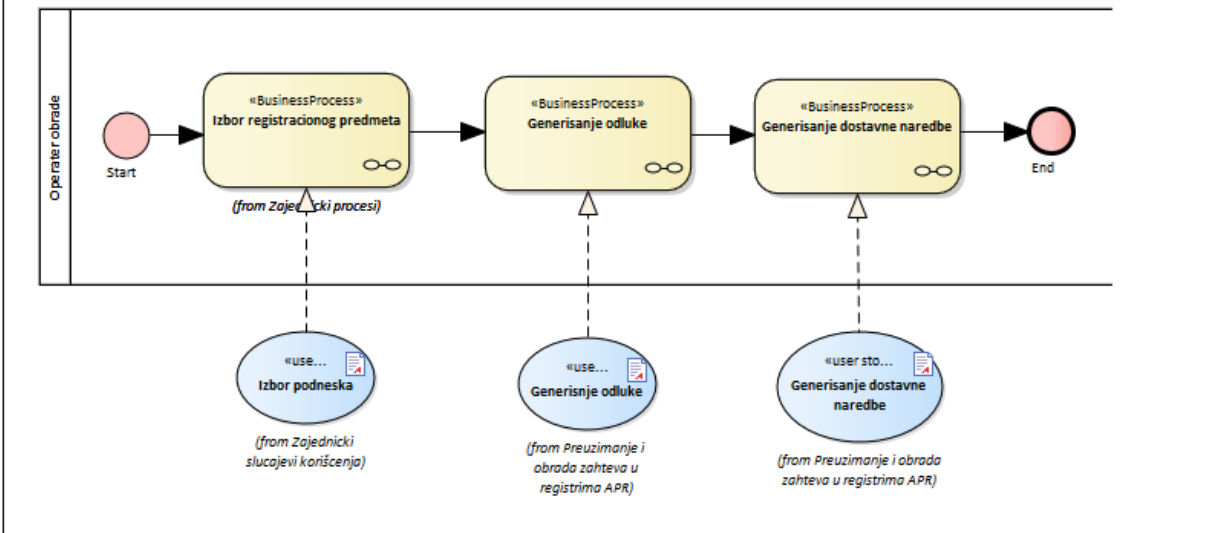 Operater obrade
Start
«BusinessProcess»
Izbor registracionog predmeta
(from Zajednicki procesi)
«BusinessProcess»
Generisanje odluke
«BusinessProcess»
Generisanje dostavne naredbe
End
«use...
Izbor podneska
(from Zajednicki
slucajevi korišcenja)
«use...
Generisnje odluke
(from Preuzimanje i
obrada zahteva u
registrima APR)
«user sto...
Generisanje dostavne
naredbe
(from Preuzimanje i obrada
zahteva u registrima APR)